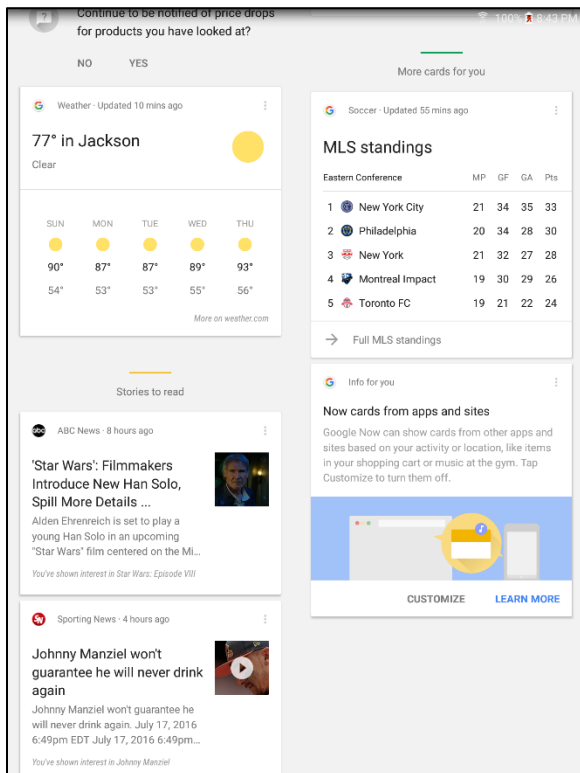 100% 8:43 PM
Continue to be notified of price drops
for products you have looked at?
NO YES
Weather · Updated 10 mins ago
77° in Jackson
Clear
SUN MON TUE WED THU
90° 87° 87° 89° 93°
54° 53° 53° 55° 56°
More on weather.com
Stories to read
abc
ABC News · 8 hours ago
'Star Wars': Filmmakers
Introduce New Han Solo,
Spill More Details ...
Alden Ehrenreich is set to play a
young Han Solo in an upcoming
"Star Wars" film centered on the Mi...
You've shown interest in Star Wars: Episode VIII
SN
Sporting News · 4 hours ago
Johnny Manziel won't
guarantee he will never drink
again
Johnny Manziel won't guarantee he
will never drink again. July 17, 2016
6:49pm EDT July 17, 2016 6:49pm...
You've shown interest in Johnny Manziel
More cards for you
Soccer · Updated 55 mins ago
MLS standings
Eastern Conference MP GF GA Pts
1 New York City 21 34 35 33
2 Philadelphia 20 34 28 30
3 New York 21 32 27 28
4 Montreal Impact 19 30 29 26
5 Toronto FC 19 21 22 24
Full MLS standings
Info for you
Now cards from apps and sites
Google Now can show cards from other apps and
sites based on your activity or location, like items
in your shopping cart or music at the gym. Tap
Customize to turn them off.
CUSTOMIZE LEARN MORE